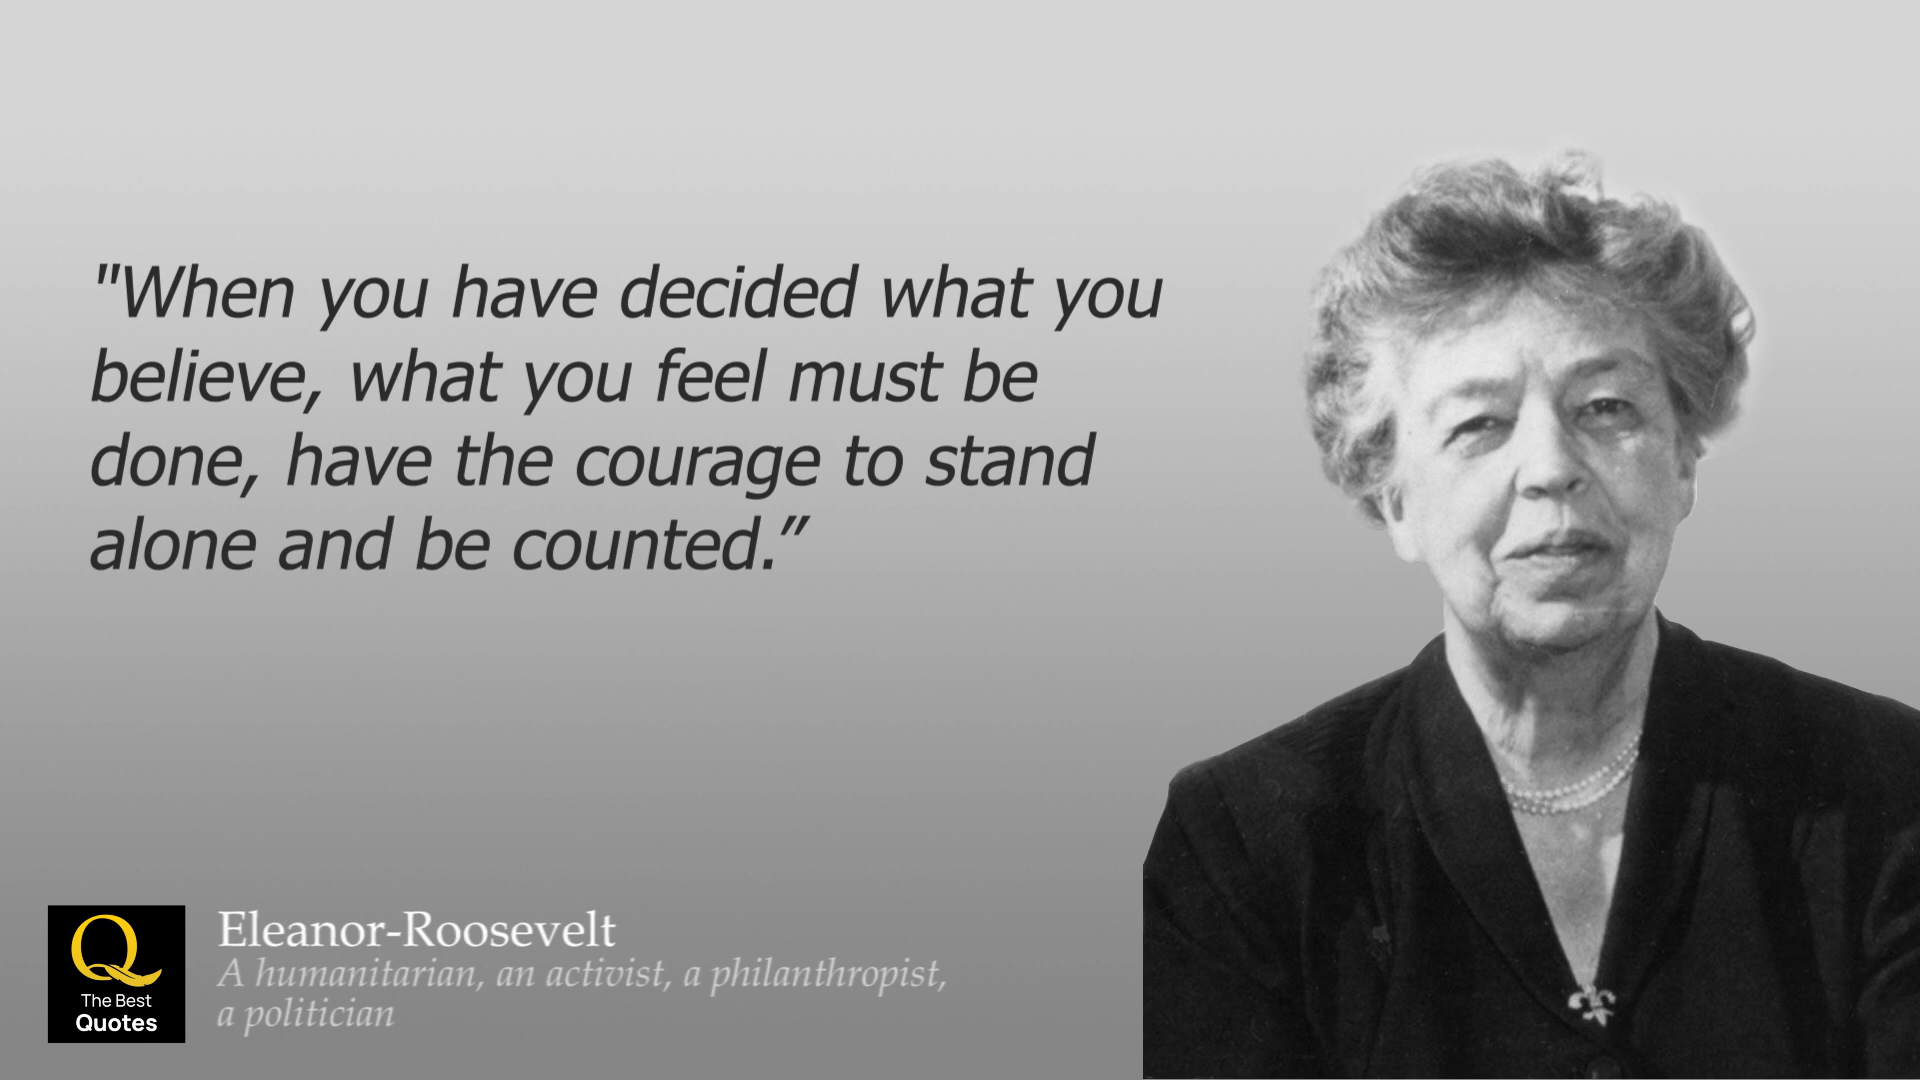 "When you have decided what you
believe, what you feel must be
done, have the courage to stand
alone and be counted.”
Eleanor-Roosevelt
A humanitarian, an activist, a philanthropist,
a politician
Q
The Best
Quotes